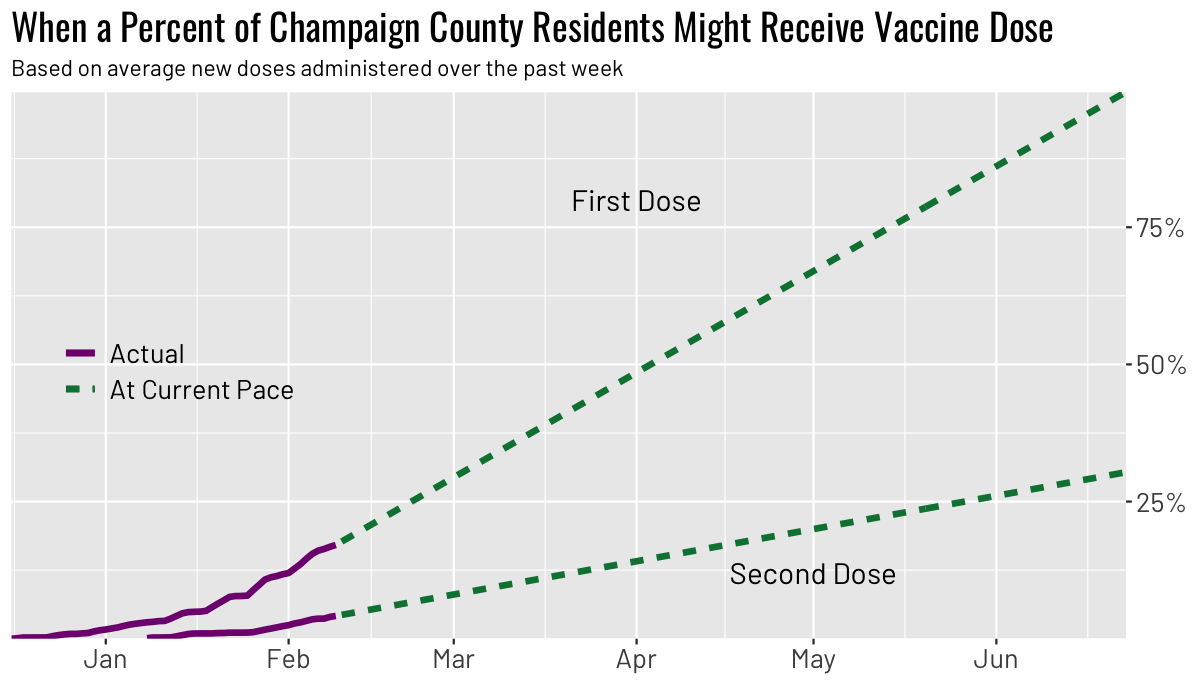 When a Percent of Champaign County Residents Might Receive Vaccine Dose
Based on average new doses administered over the past week
First Dose
75%
Actual
50%
At Current Pace
25%
Second Dose
Jan Feb Mar Apr May Jun